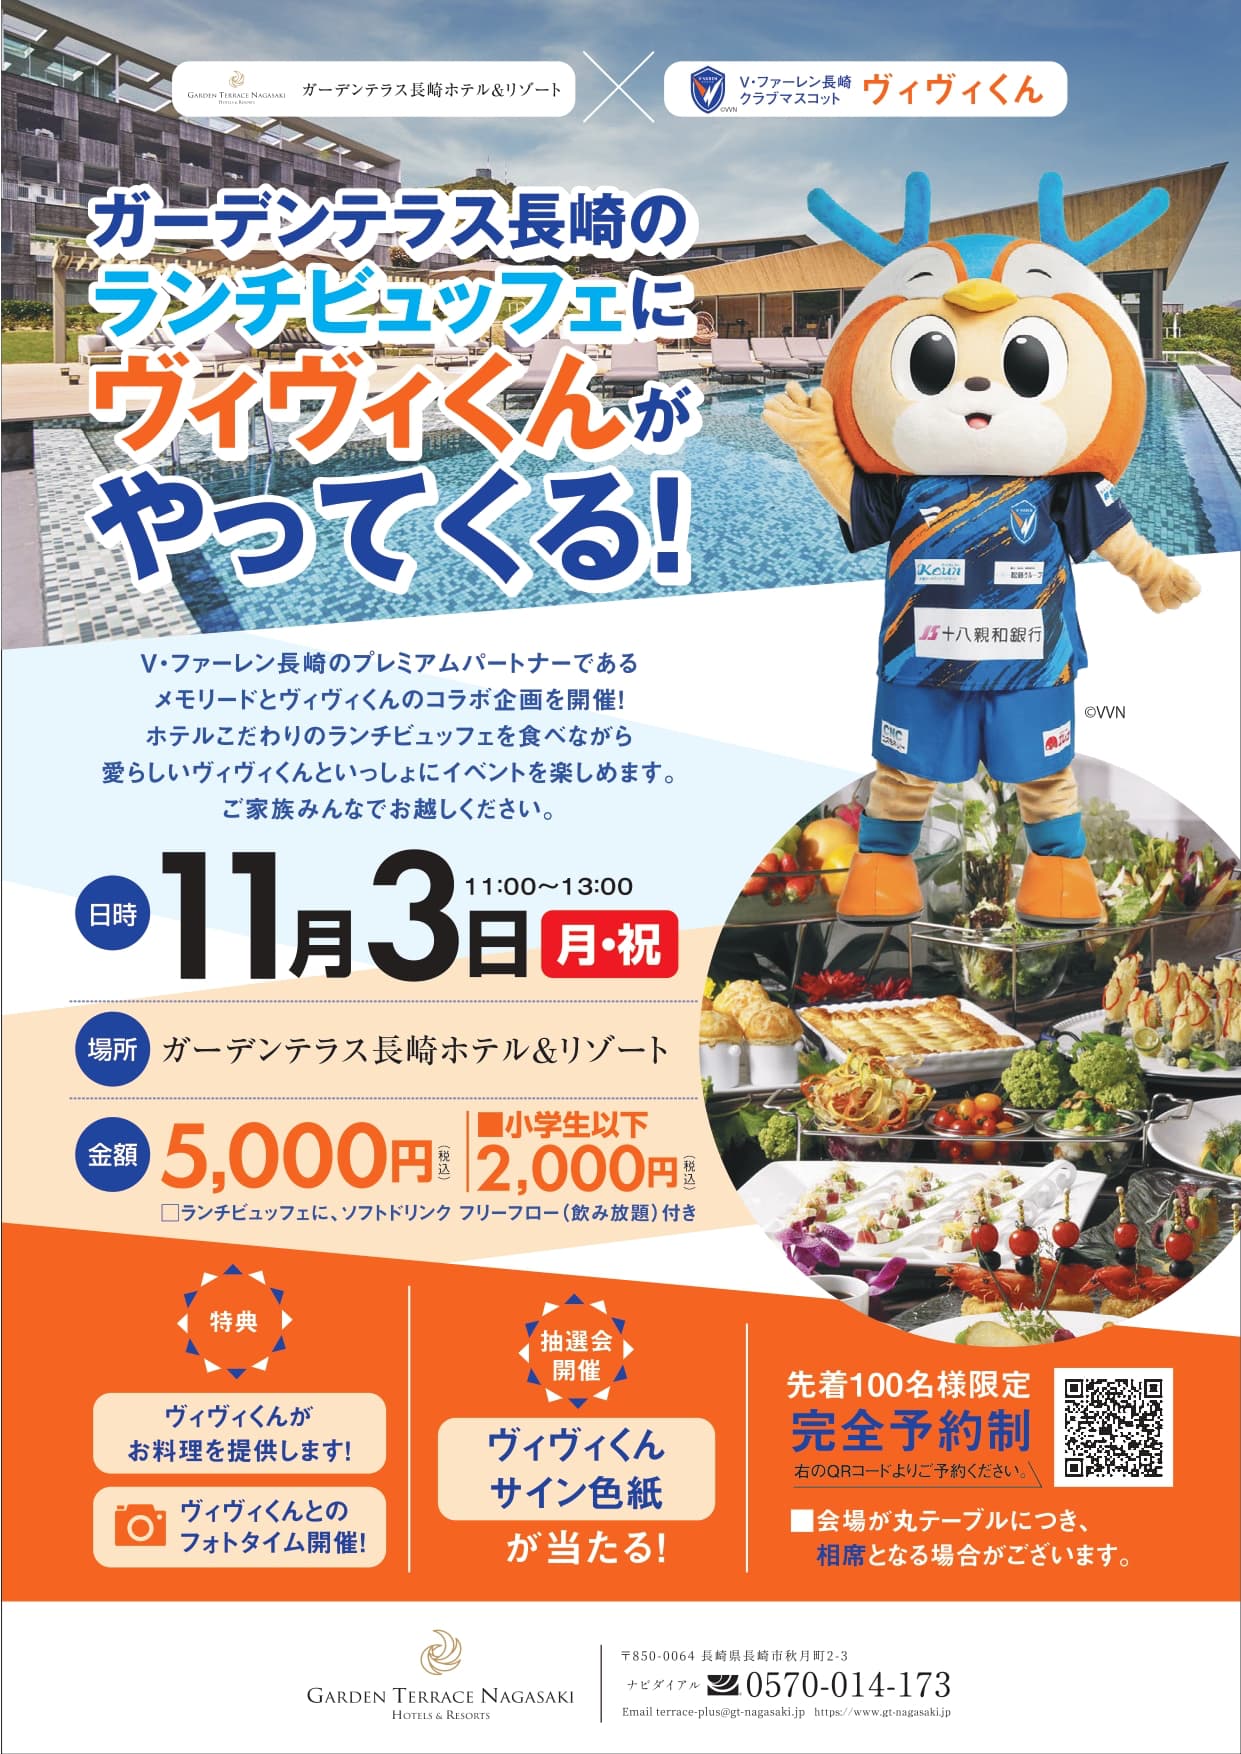 GARDEN TERRACE NAGASAKI
HOTELS & RESORTS
ガーデンテラス長崎ホテル&リゾート
V・ファーレン長崎
クラブマスコット
ヴィヴィくん
©VVN
ガーデンテラス長崎の
ランチビュッフェに
ヴィヴィくんが
やってくる!
V-VAREN
Koun
十八親和銀行
CNC
©VVN
V・ファーレン長崎のプレミアムパートナーである
メモリードとヴィヴィくんのコラボ企画を開催!
ホテルこだわりのランチビュッフェを食べながら
愛らしいヴィヴィくんといっしょにイベントを楽しめます。
ご家族みんなでお越しください。
日時
11月3日
11:00〜13:00
月・祝
場所
ガーデンテラス長崎ホテル&リゾート
金額
5,000円(税込)
■小学生以下
2,000円(税込)
□ランチビュッフェに、ソフトドリンク フリーフロー(飲み放題)付き
特典
ヴィヴィくんが
お料理を提供します!
ヴィヴィくんとの
フォトタイム開催!
抽選会
開催
ヴィヴィくん
サイン色紙
が当たる!
先着100名様限定
完全予約制
右のQRコードよりご予約ください。
■会場が丸テーブルにつき、
相席となる場合がございます。
GARDEN TERRACE NAGASAKI
HOTELS & RESORTS
〒850-0064 長崎県長崎市秋月町2-3
ナビダイアル 0570-014-173
Email terrace-plus@gt-nagasaki.jp https://www.gt-nagasaki.jp